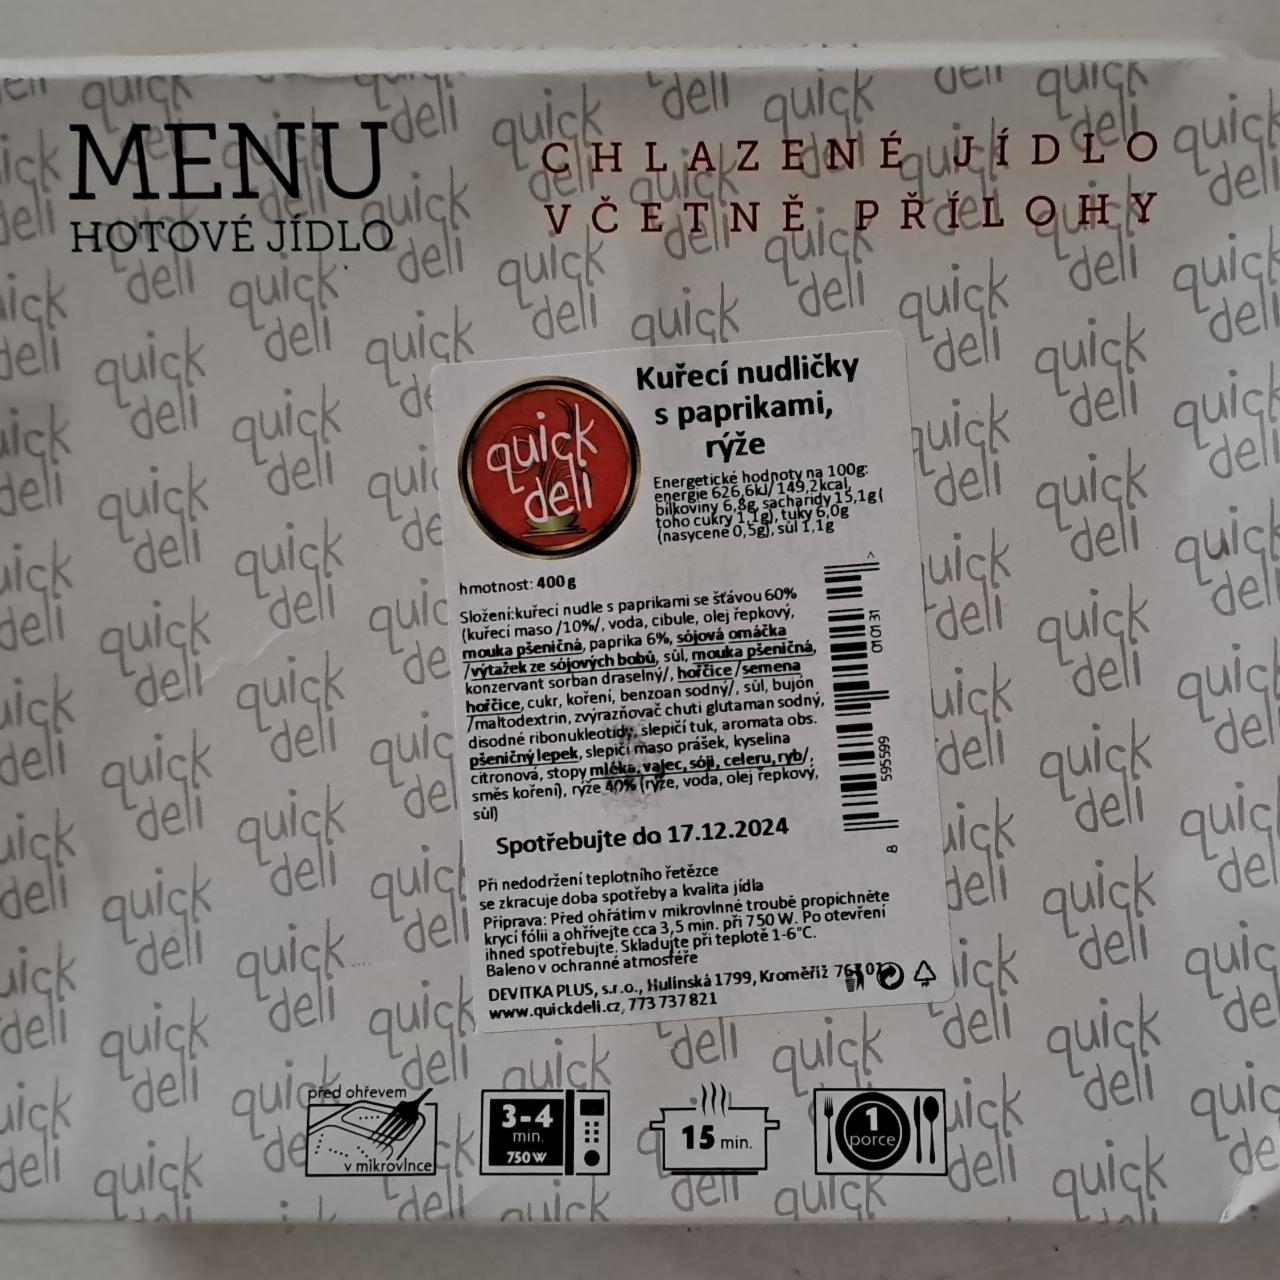 MENU
HOTOVÉ JÍDLO
CHLAZENÉ JÍDLO
VČETNĚ PŘÍLOHY
quick
deli
Kuřecí nudličky
s paprikami,
rýže
Energetické hodnoty na 100g:
energie 626,6kJ/ 149,2kcal,
bílkoviny 6,8g, sacharidy 15,1g(
toho cukry 1,1g), tuky 6,0g
(nasycené 0,5g), sůl 1,1g
hmotnost: 400 g
Složení:kuřecí nudle s paprikami se šťávou 60%
(kuřecí maso /10%/, voda, cibule, olej řepkový,
mouka pšeničná, paprika 6%, sójová omáčka
/výtažek ze sójových bobů, sůl, mouka pšeničná,
konzervant sorban draselný/, hořčice /semena
hořčice, cukr, koření, benzoan sodný/, sůl, bujón
/maltodextrin, zvýrazňovač chuti glutaman sodný,
disodné ribonukleotidy, slepičí tuk, aromata obs.
pšeničný lepek, slepičí maso prášek, kyselina
citronová, stopy mléka, vajec, sóji, celeru, ryb/,
směs koření), rýže 40% (rýže, voda, olej řepkový,
sůl)
01 01 31
595599
8
Spotřebujte do 17.12.2024
Při nedodržení teplotního řetězce
se zkracuje doba spotřeby a kvalita jídla
Příprava: Před ohřátím v mikrovlnné troubě propíchněte
krycí fólii a ohřívejte cca 3,5 min. při 750 W. Po otevření
ihned spotřebujte. Skladujte při teplotě 1-6°C.
Baleno v ochranné atmosféře
DEVÍTKA PLUS, s.r.o., Hulínská 1799, Kroměříž 767 01
www.quickdeli.cz, 773 737 821
před ohřevem
v mikrovlnce
3-4
min.
750 W
15 min.
1
porce